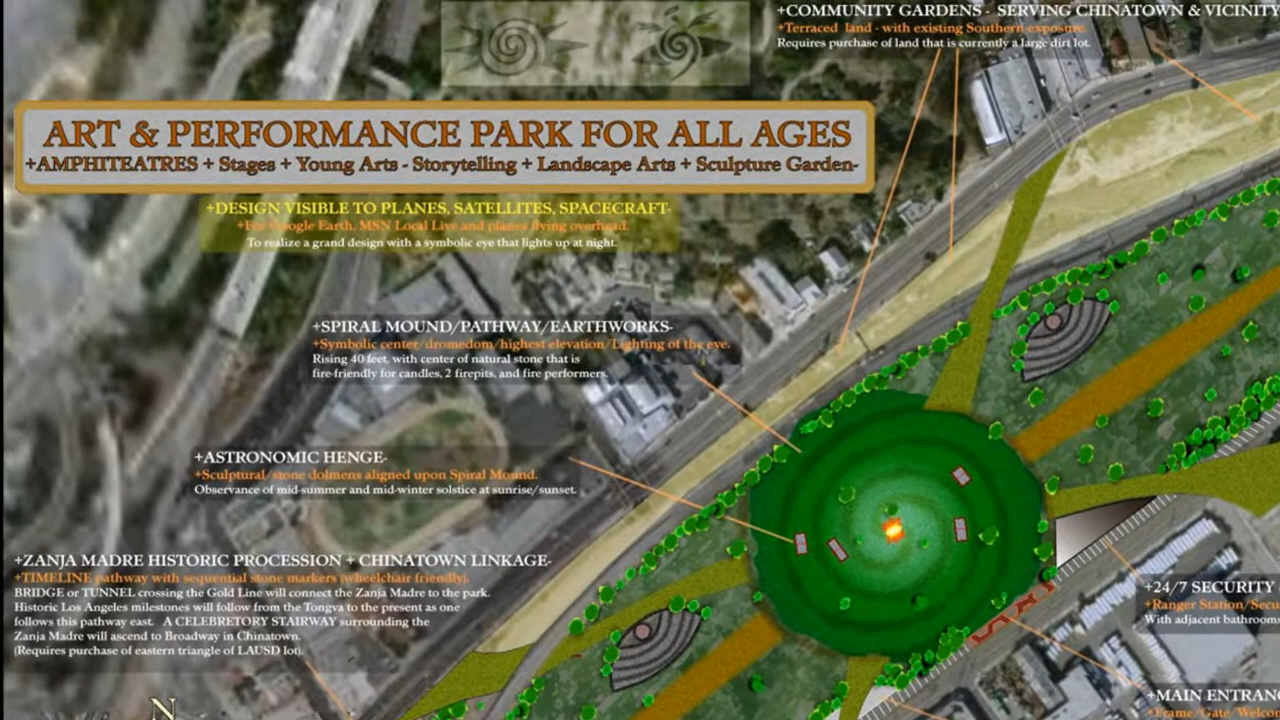 +COMMUNITY GARDENS - SERVING CHINATOWN & VICINITY
+Terraced land - with existing Southern exposure.
Requires purchase of land that is currently a large dirt lot.
ART & PERFORMANCE PARK FOR ALL AGES
+AMPHITEATRES + Stages + Young Arts - Storytelling + Landscape Arts + Sculpture Garden-
+DESIGN VISIBLE TO PLANES, SATELLITES, SPACECRAFT-
+For Google Earth, MSN Local Live and planes flying overhead.
To realize a grand design with a symbolic eye that lights up at night.
+SPIRAL MOUND/PATHWAY/EARTHWORKS-
+Symbolic center/dromedom/highest elevation/Lighting of the eye.
Rising 40 feet, with center of natural stone that is
fire-friendly for candles, 2 firepits, and fire performers.
+ASTRONOMIC HENGE-
+Sculptural/stone dolmens aligned upon Spiral Mound.
Observance of mid-summer and mid-winter solstice at sunrise/sunset.
+ZANJA MADRE HISTORIC PROCESSION + CHINATOWN LINKAGE-
+TIMELINE pathway with sequential stone markers (wheelchair friendly).
BRIDGE or TUNNEL crossing the Gold Line will connect the Zanja Madre to the park.
Historic Los Angeles milestones will follow from the Tongva to the present as one
follows this pathway east. A CELEBRETORY STAIRWAY surrounding the
Zanja Madre will ascend to Broadway in Chinatown.
(Requires purchase of eastern triangle of LAUSD lot).
+24/7 SECURITY
+Ranger Station/Secu
With adjacent bathrooms
+MAIN ENTRANC
+Frame/Gate/Welcom
N